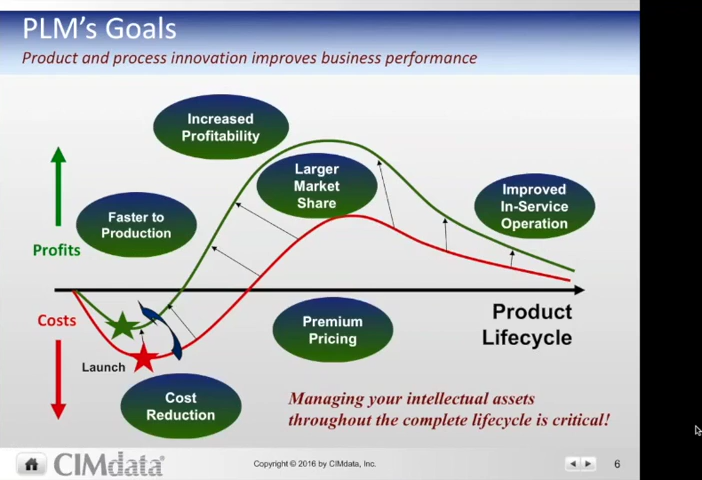 PLM's Goals
Product and process innovation improves business performance
Increased
Profitability
Larger
Market
Share
Improved
In-Service
Operation
Faster to
Production
Profits
Costs
Product
Lifecycle
Premium
Pricing
Launch
Cost
Reduction
Managing your intellectual assets
throughout the complete lifecycle is critical!
CIMdata
Copyright © 2016 by CIMdata, Inc.
6